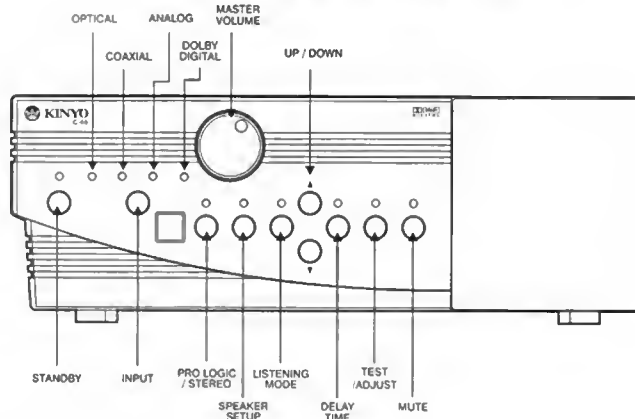 OPTICAL
ANALOG
MASTER
VOLUME
COAXIAL
DOLBY
DIGITAL
UP / DOWN
KINYO
STANDBY
INPUT
PRO LOGIC
/ STEREO
SPEAKER
SETUP
LISTENING
MODE
DELAY
TIME
TEST
/ADJUST
MUTE